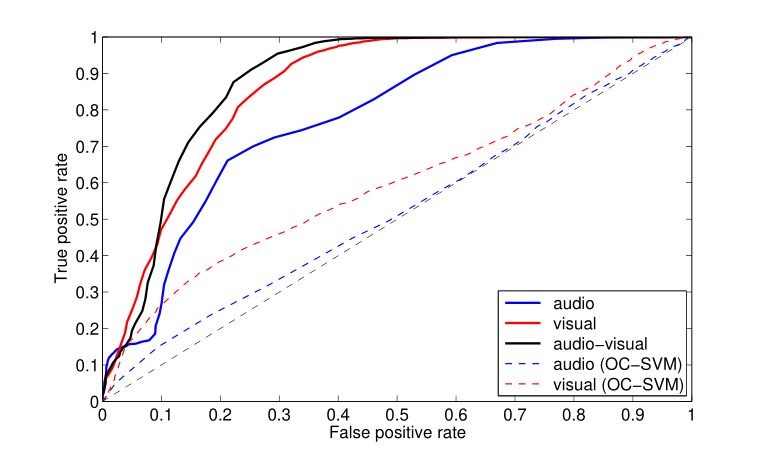 1
0.9
0.8
0.7
0.6
0.5
0.4
0.3
0.2
0.1
0
True positive rate
audio
visual
audio−visual
audio (OC−SVM)
visual (OC−SVM)
0 0.1 0.2 0.3 0.4 0.5 0.6 0.7 0.8 0.9 1
False positive rate